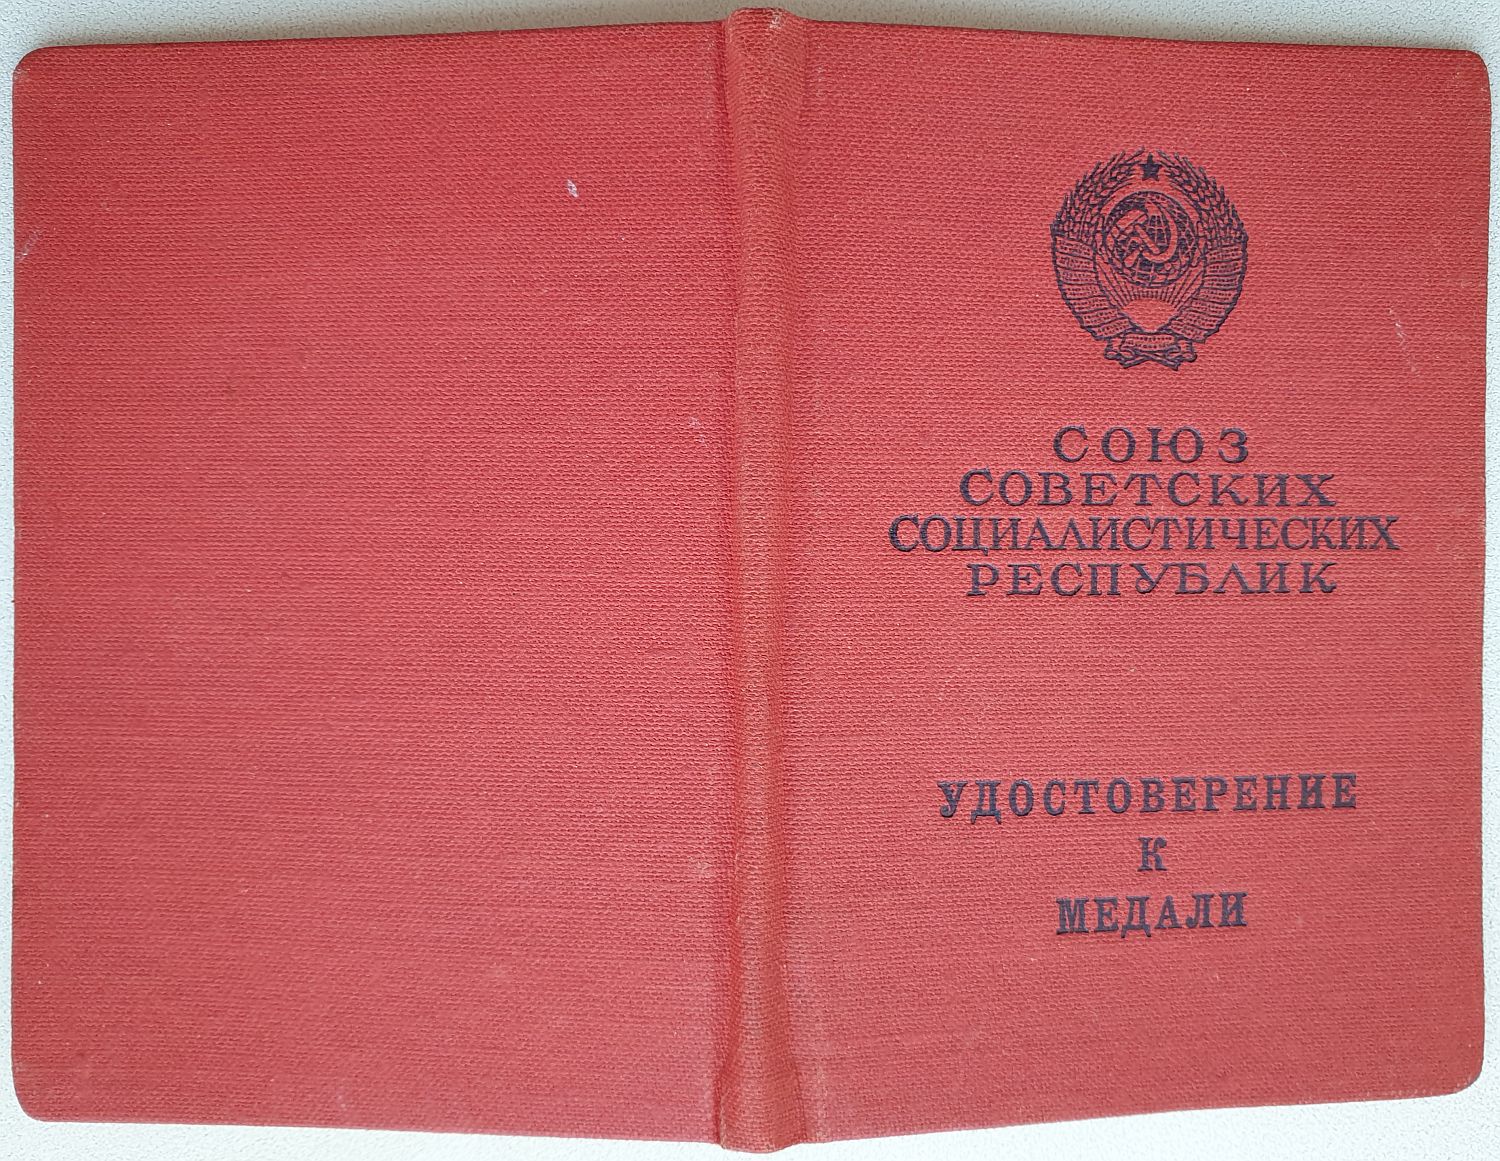 СОЮЗ
СОВЕТСКИХ
СОЦИАЛИСТИЧЕСКИХ
РЕСПУБЛИК
УДОСТОВЕРЕНИЕ
К
МЕДАЛИ